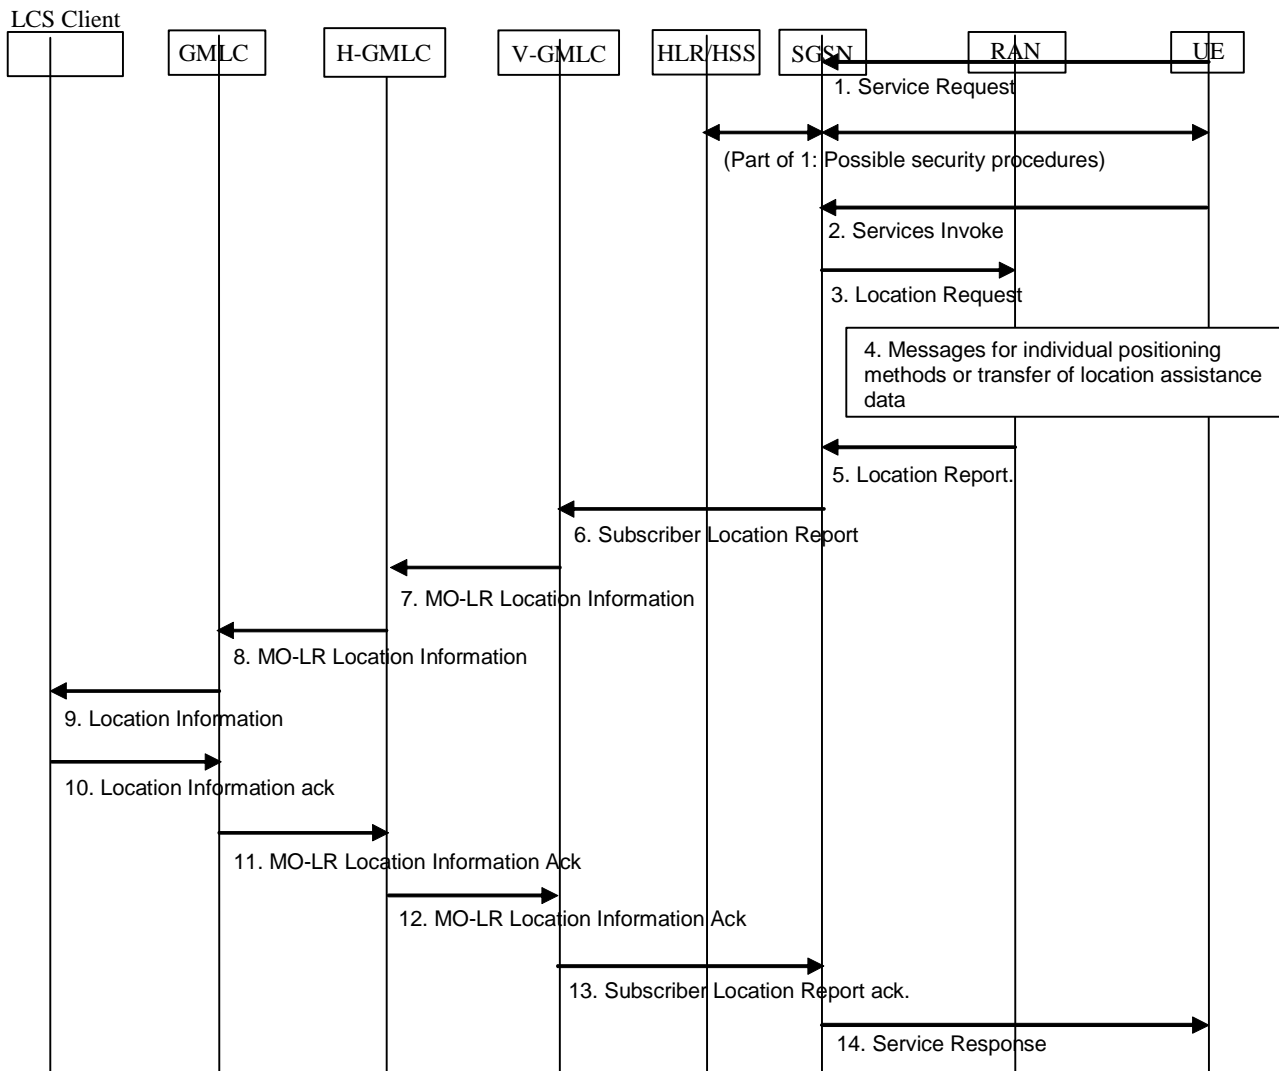 LCS Client
GMLC
H-GMLC
V-GMLC
HLR/HSS
SGSN
RAN
UE
1. Service Request
(Part of 1: Possible security procedures)
2. Services Invoke
3. Location Request
4. Messages for individual positioning
methods or transfer of location assistance
data
5. Location Report.
6. Subscriber Location Report
7. MO-LR Location Information
8. MO-LR Location Information
9. Location Information
10. Location Information ack
11. MO-LR Location Information Ack
12. MO-LR Location Information Ack
13. Subscriber Location Report ack.
14. Service Response